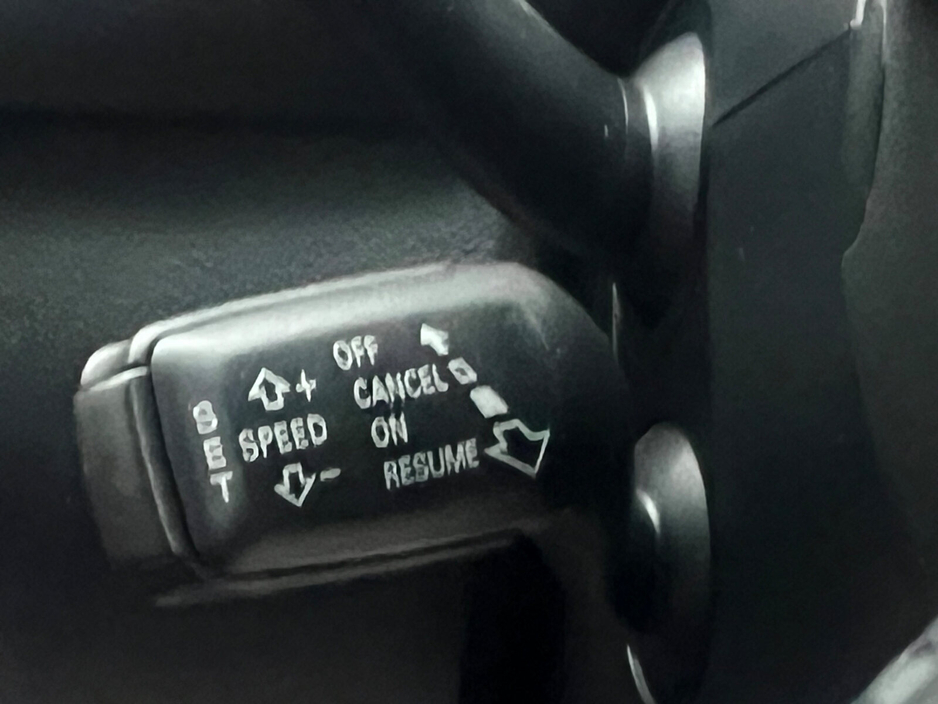 SET
+
SPEED
-
OFF
CANCEL
ON
RESUME